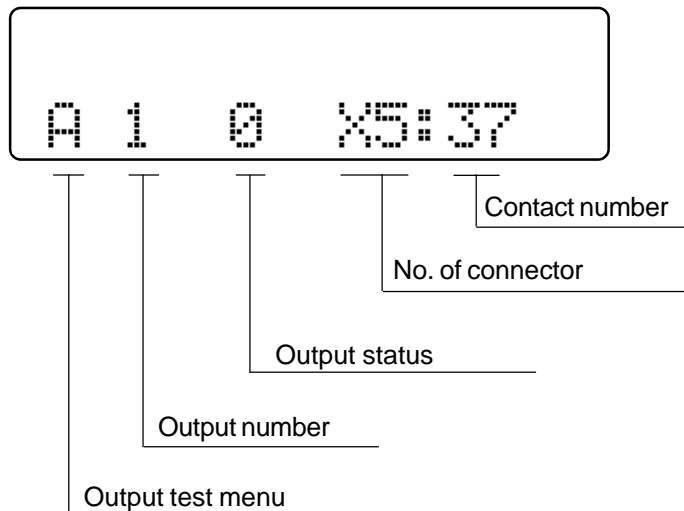 A 1 0 X5:37
Contact number
No. of connector
Output status
Output number
Output test menu